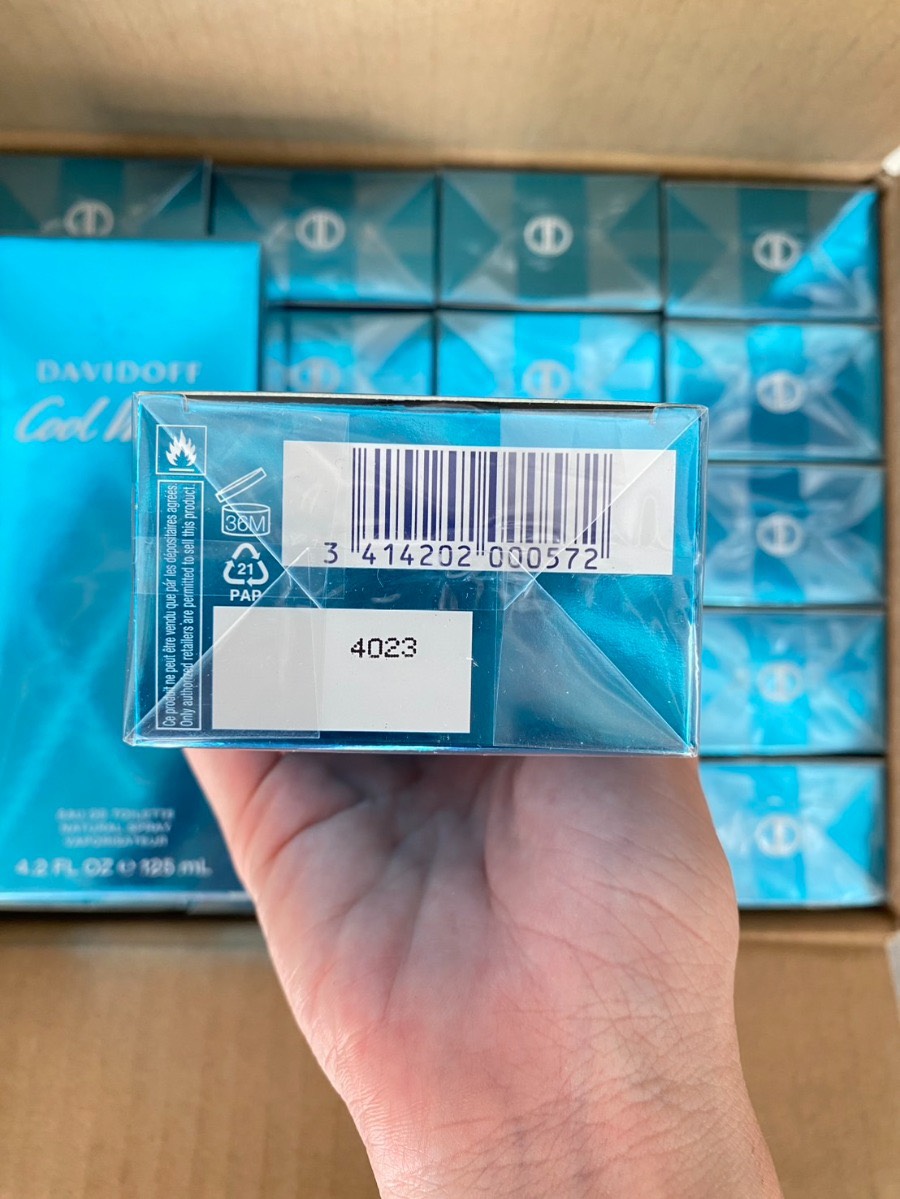 DAVIDOFF
Cool W
36M
21
PAP
Ce produit ne peut être vendu que par les dépositaires agréés.
Only authorized retailers are permitted to sell this product.
3 414202 000572
4023
EAU DE TOILETTE
NATURAL SPRAY
VAPORISATEUR
4.2 FL OZ e 125 mL